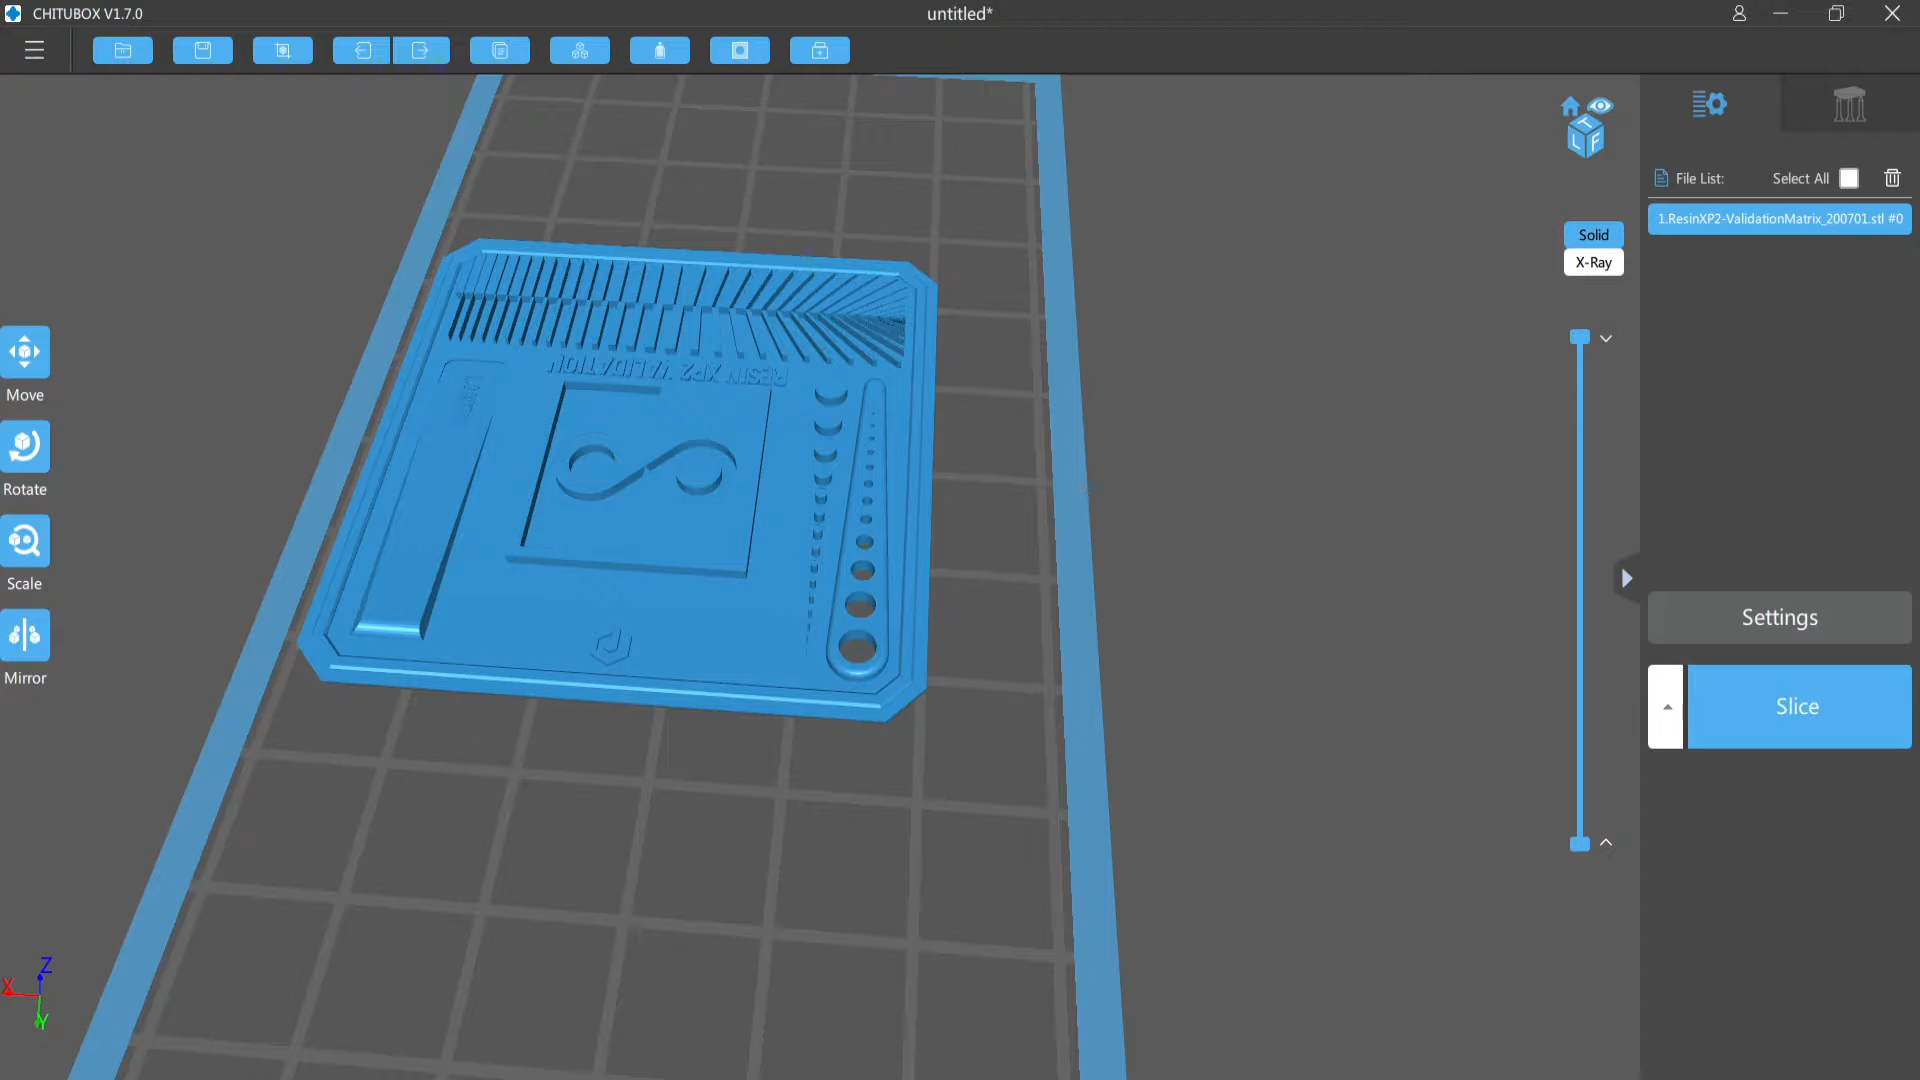 CHITUBOX V1.7.0
untitled*
File List:
Select All
1.ResinXP2-ValidationMatrix_200701.stl #0
T
L F
Solid
X-Ray
RESIN XP2 VALIDATION
Move
Rotate
Scale
Mirror
Settings
Slice
Z
X
Y